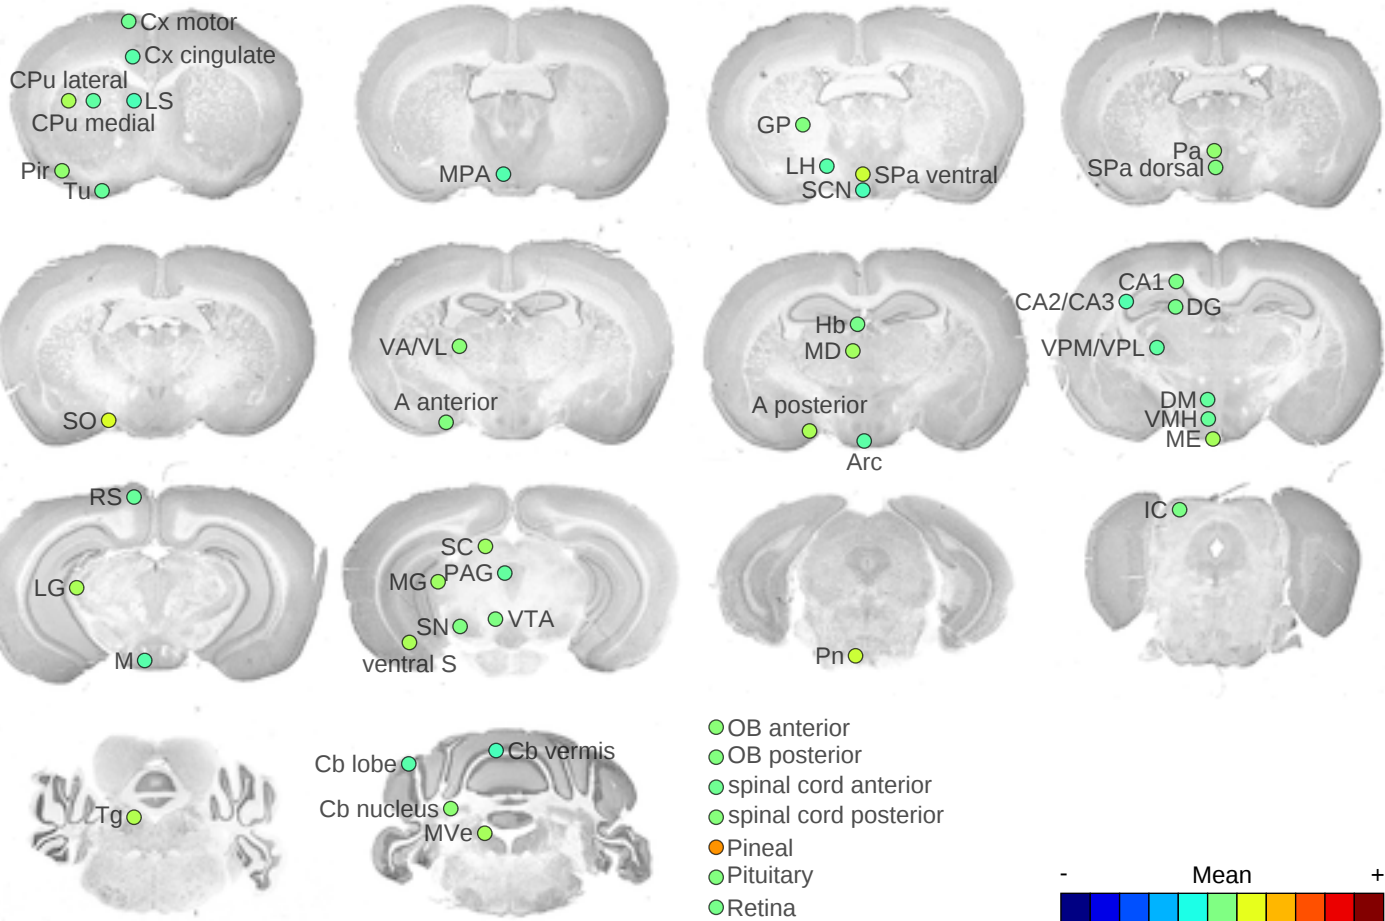 Cx motor
Cx cingulate
CPu lateral
LS
CPu medial
Pir
Tu
MPA
GP
LH
SPa ventral
SCN
Pa
SPa dorsal
SO
VA/VL
A anterior
Hb
MD
A posterior
Arc
CA1
CA2/CA3
DG
VPM/VPL
DM
VMH
ME
RS
LG
M
SC
MG
PAG
SN
VTA
ventral S
Pn
IC
Tg
Cb lobe
Cb vermis
Cb nucleus
MVe
OB anterior
OB posterior
spinal cord anterior
spinal cord posterior
Pineal
Pituitary
Retina
- Mean +